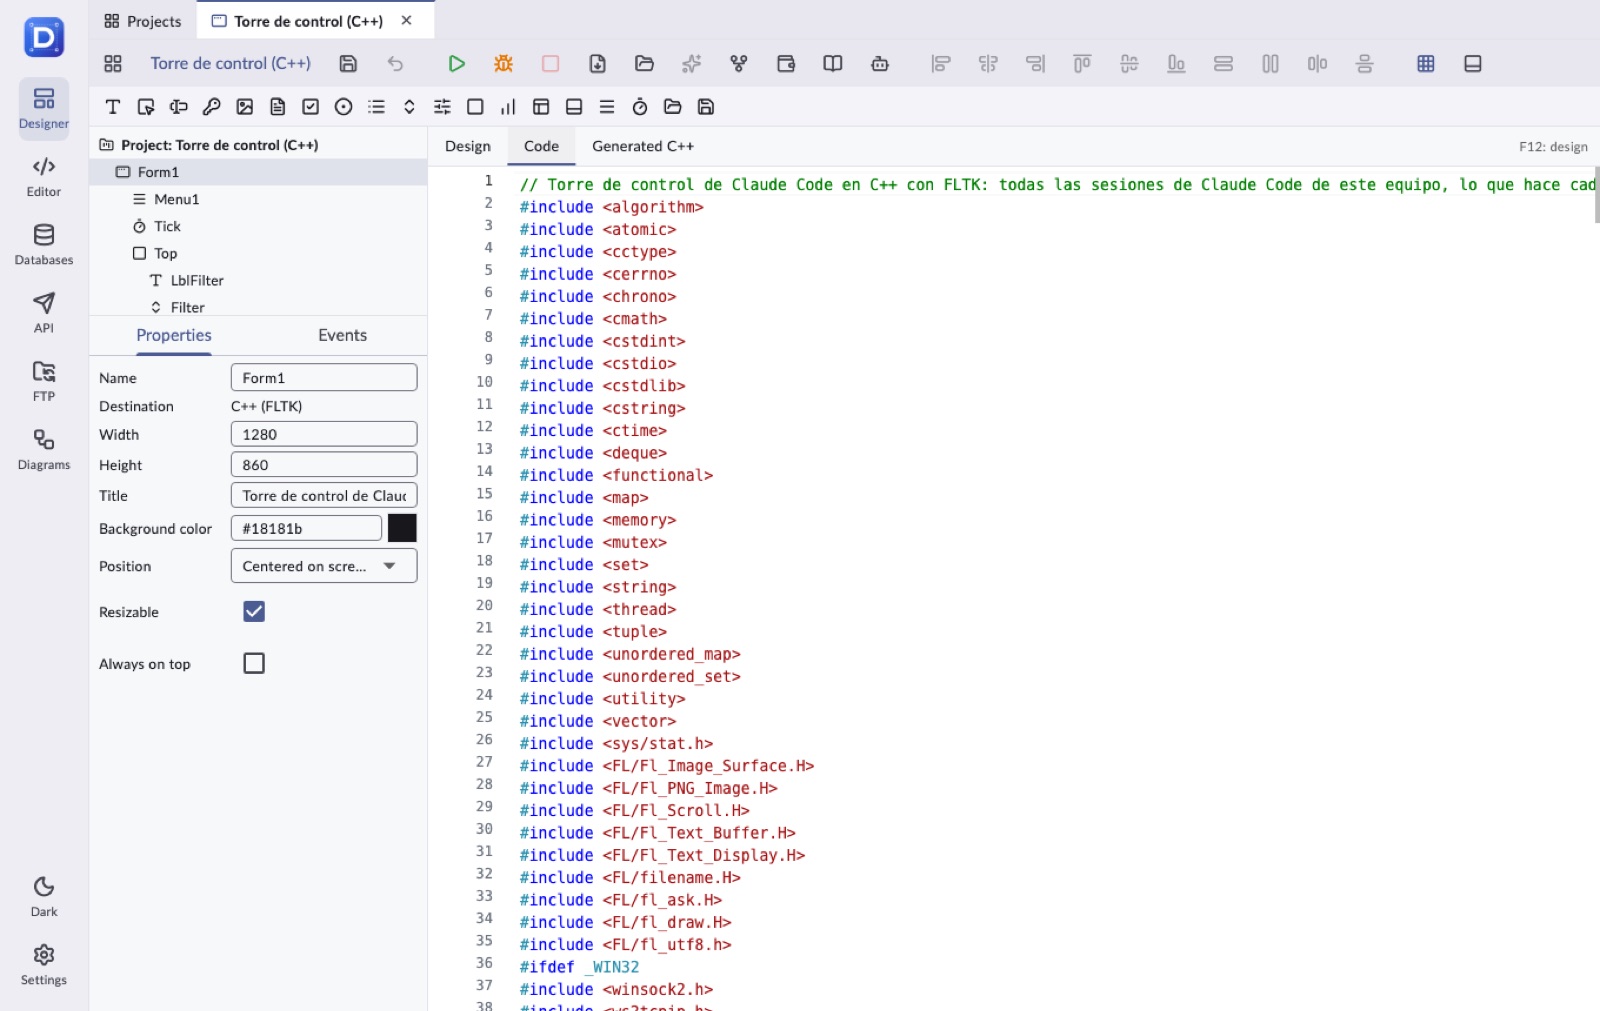 D
Projects
Torre de control (C++)
Torre de control (C++)
Designer
Editor
Databases
API
FTP
Diagrams
Dark
Settings
Project: Torre de control (C++)
Form1
Menu1
Tick
Top
LblFilter
Filter
Properties
Events
Name
Form1
Destination
C++ (FLTK)
Width
1280
Height
860
Title
Torre de control de Clau
Background color
#18181b
Position
Centered on scre...
Resizable
Always on top
Design
Code
Generated C++
F12: design
1 // Torre de control de Claude Code en C++ con FLTK: todas las sesiones de Claude Code de este equipo, lo que hace cad
2 #include <algorithm>
3 #include <atomic>
4 #include <cctype>
5 #include <cerrno>
6 #include <chrono>
7 #include <cmath>
8 #include <cstdint>
9 #include <cstdio>
10 #include <cstdlib>
11 #include <cstring>
12 #include <ctime>
13 #include <deque>
14 #include <functional>
15 #include <map>
16 #include <memory>
17 #include <mutex>
18 #include <set>
19 #include <string>
20 #include <thread>
21 #include <tuple>
22 #include <unordered_map>
23 #include <unordered_set>
24 #include <utility>
25 #include <vector>
26 #include <sys/stat.h>
27 #include <FL/Fl_Image_Surface.H>
28 #include <FL/Fl_PNG_Image.H>
29 #include <FL/Fl_Scroll.H>
30 #include <FL/Fl_Text_Buffer.H>
31 #include <FL/Fl_Text_Display.H>
32 #include <FL/filename.H>
33 #include <FL/fl_ask.H>
34 #include <FL/fl_draw.H>
35 #include <FL/fl_utf8.h>
36 #ifdef _WIN32
37 #include <winsock2.h>
38 #include <ws2tcpip.h>